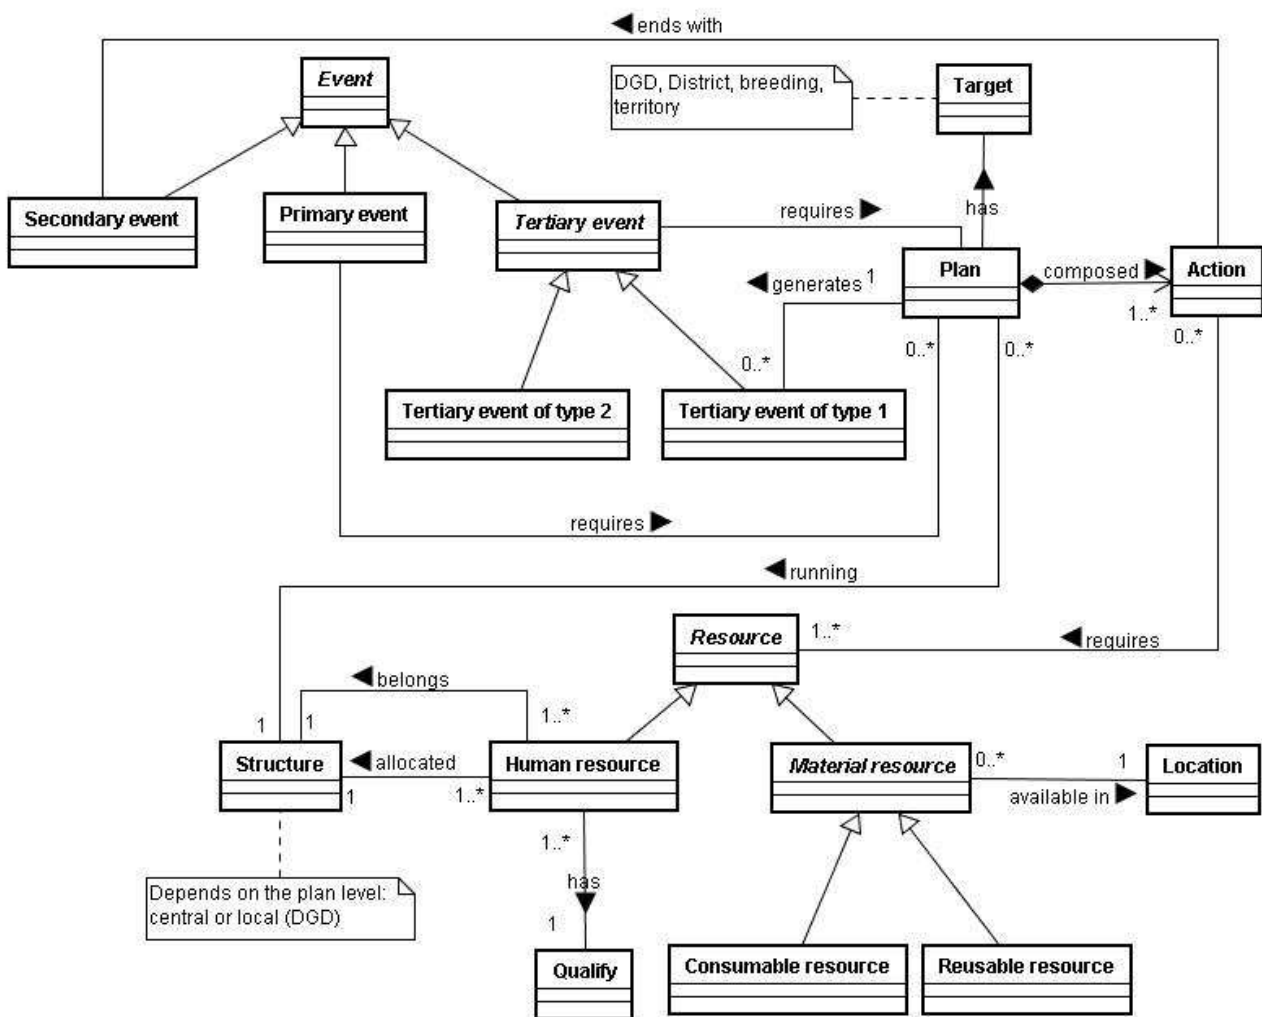 ends with
Event
DGD, District, breeding,
territory
Target
Secondary event
Primary event
Tertiary event
requires
has
Plan
composed
Action
generates
1
1..*
0..*
0..*
0..*
0..*
Tertiary event of type 2
Tertiary event of type 1
requires
running
Resource
1..*
requires
belongs
1
1
1..*
Structure
allocated
Human resource
Material resource
0..*
1
Location
1
1..*
available in
1..*
Depends on the plan level:
central or local (DGD)
has
1
Qualify
Consumable resource
Reusable resource